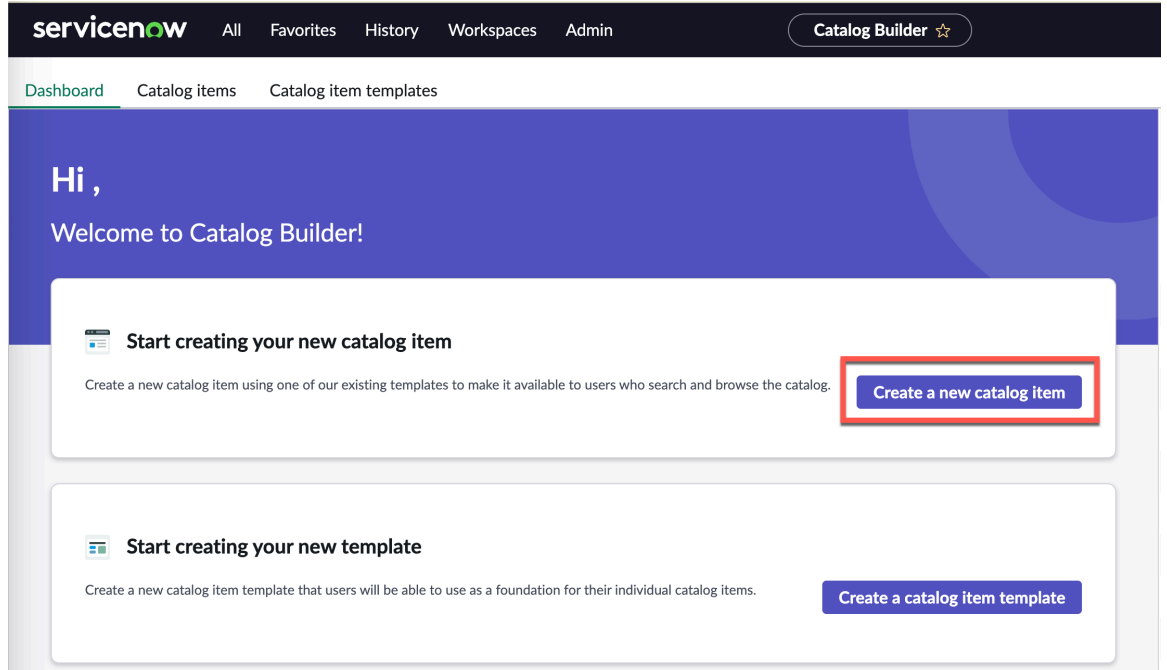 servicenow All Favorites History Workspaces Admin Catalog Builder
Dashboard Catalog items Catalog item templates
Hi ,
Welcome to Catalog Builder!
Start creating your new catalog item
Create a new catalog item using one of our existing templates to make it available to users who search and browse the catalog.
Create a new catalog item
Start creating your new template
Create a new catalog item template that users will be able to use as a foundation for their individual catalog items.
Create a catalog item template